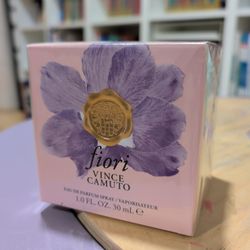 fiori
VINCE
CAMUTO
EAU DE PARFUM SPRAY / VAPORISATEUR
1.0 FL. OZ. 30 mL ℮